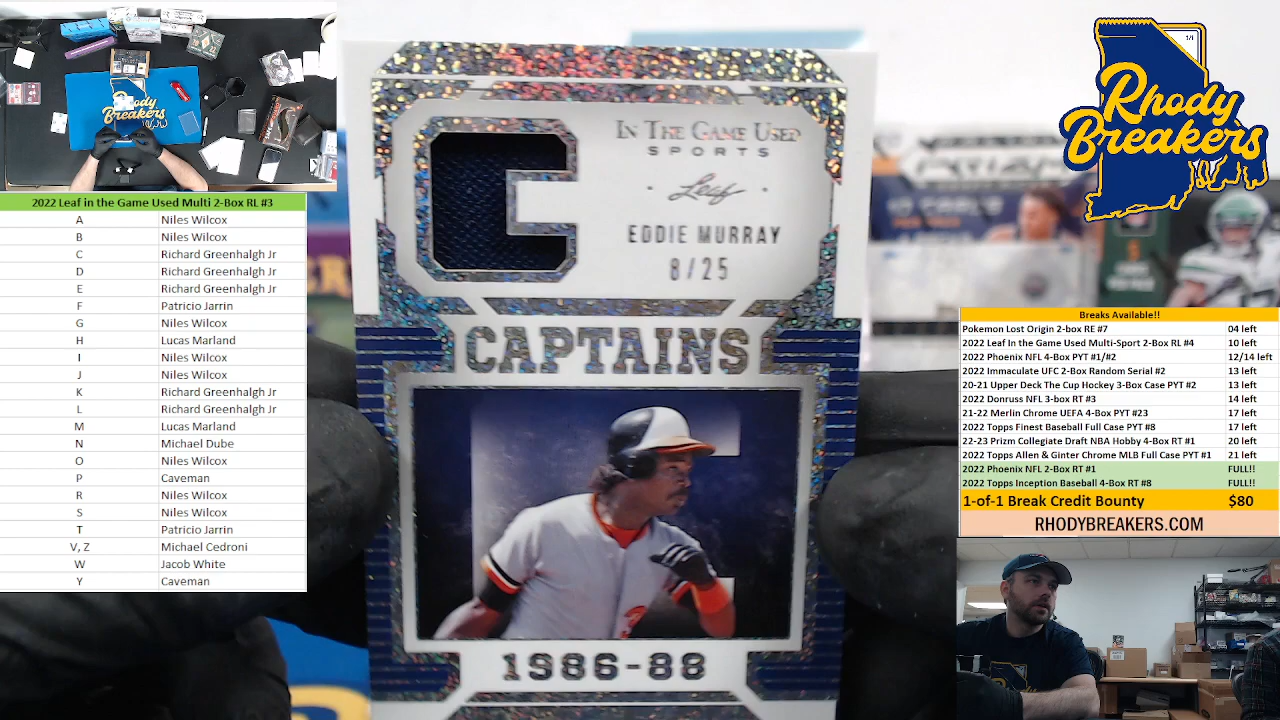 2022 Leaf in the Game Used Multi 2-Box RL #3
A Niles Wilcox
B Niles Wilcox
C Richard Greenhalgh Jr
D Richard Greenhalgh Jr
E Richard Greenhalgh Jr
F Patricio Jarrin
G Niles Wilcox
H Lucas Marland
I Niles Wilcox
J Niles Wilcox
K Richard Greenhalgh Jr
L Richard Greenhalgh Jr
M Lucas Marland
N Michael Dube
O Niles Wilcox
P Caveman
R Niles Wilcox
S Niles Wilcox
T Patricio Jarrin
V, Z Michael Cedroni
W Jacob White
Y Caveman
IN THE GAME USED
SPORTS
Leaf
EDDIE MURRAY
8/25
CAPTAINS
1986-88
1/1
Rhody
Breakers
Breaks Available!!
Pokemon Lost Origin 2-box RE #7 04 left
2022 Leaf In the Game Used Multi-Sport 2-Box RL #4 10 left
2022 Phoenix NFL 4-Box PYT #1/#2 12/14 left
2022 Immaculate UFC 2-Box Random Serial #2 13 left
20-21 Upper Deck The Cup Hockey 3-Box Case PYT #2 13 left
2022 Donruss NFL 3-box RT #3 14 left
21-22 Merlin Chrome UEFA 4-Box PYT #23 17 left
2022 Topps Finest Baseball Full Case PYT #8 17 left
22-23 Prizm Collegiate Draft NBA Hobby 4-Box RT #1 20 left
2022 Topps Allen & Ginter Chrome MLB Full Case PYT #1 21 left
2022 Phoenix NFL 2-Box RT #1 FULL!!
2022 Topps Inception Baseball 4-Box RT #8 FULL!!
1-of-1 Break Credit Bounty $80
RHODYBREAKERS.COM
Rhody
Breakers